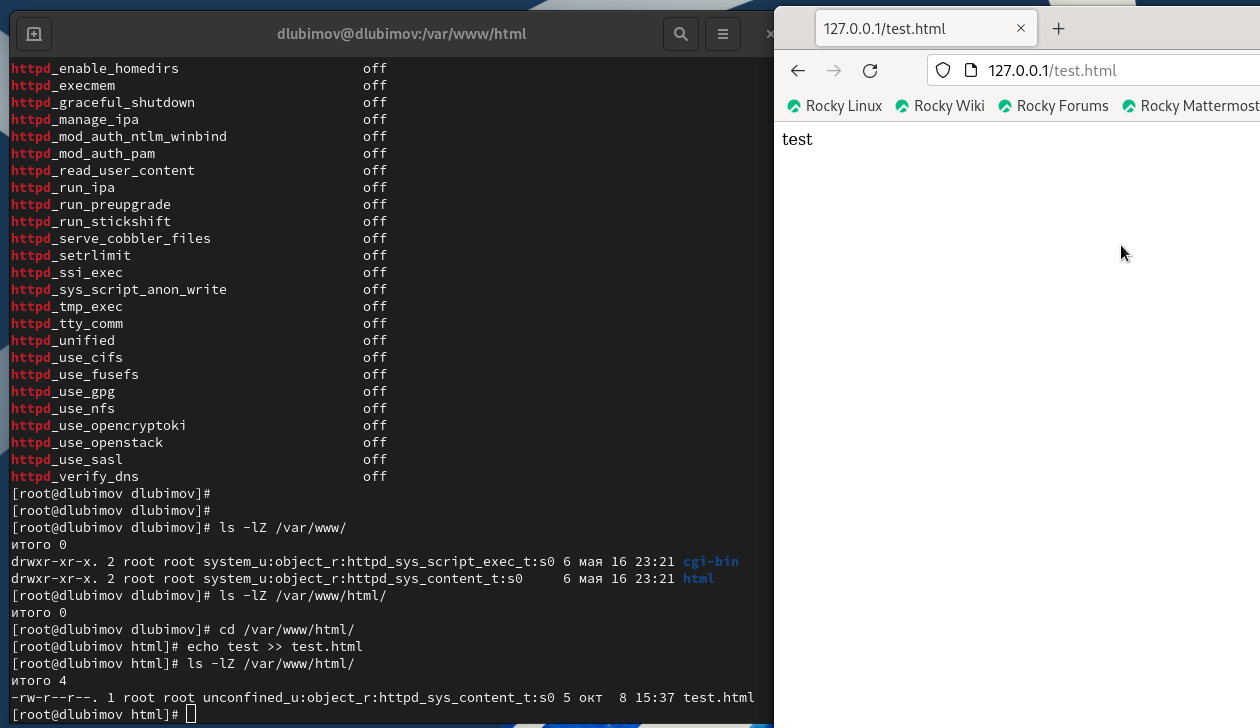 dlubimov@dlubimov:/var/www/html
httpd_enable_homedirs off
httpd_execmem off
httpd_graceful_shutdown off
httpd_manage_ipa off
httpd_mod_auth_ntlm_winbind off
httpd_mod_auth_pam off
httpd_read_user_content off
httpd_run_ipa off
httpd_run_preupgrade off
httpd_run_stickshift off
httpd_serve_cobbler_files off
httpd_setrlimit off
httpd_ssi_exec off
httpd_sys_script_anon_write off
httpd_tmp_exec off
httpd_tty_comm off
httpd_unified off
httpd_use_cifs off
httpd_use_fusefs off
httpd_use_gpg off
httpd_use_nfs off
httpd_use_opencryptoki off
httpd_use_openstack off
httpd_use_sasl off
httpd_verify_dns off
[root@dlubimov dlubimov]#
[root@dlubimov dlubimov]#
[root@dlubimov dlubimov]# ls -lZ /var/www/
итого 0
drwxr-xr-x. 2 root root system_u:object_r:httpd_sys_script_exec_t:s0 6 мая 16 23:21 cgi-bin
drwxr-xr-x. 2 root root system_u:object_r:httpd_sys_content_t:s0 6 мая 16 23:21 html
[root@dlubimov dlubimov]# ls -lZ /var/www/html/
итого 0
[root@dlubimov dlubimov]# cd /var/www/html/
[root@dlubimov html]# echo test >> test.html
[root@dlubimov html]# ls -lZ /var/www/html/
итого 4
-rw-r--r--. 1 root root unconfined_u:object_r:httpd_sys_content_t:s0 5 окт 8 15:37 test.html
[root@dlubimov html]#
127.0.0.1/test.html
127.0.0.1/test.html
Rocky Linux Rocky Wiki Rocky Forums Rocky Mattermost
test